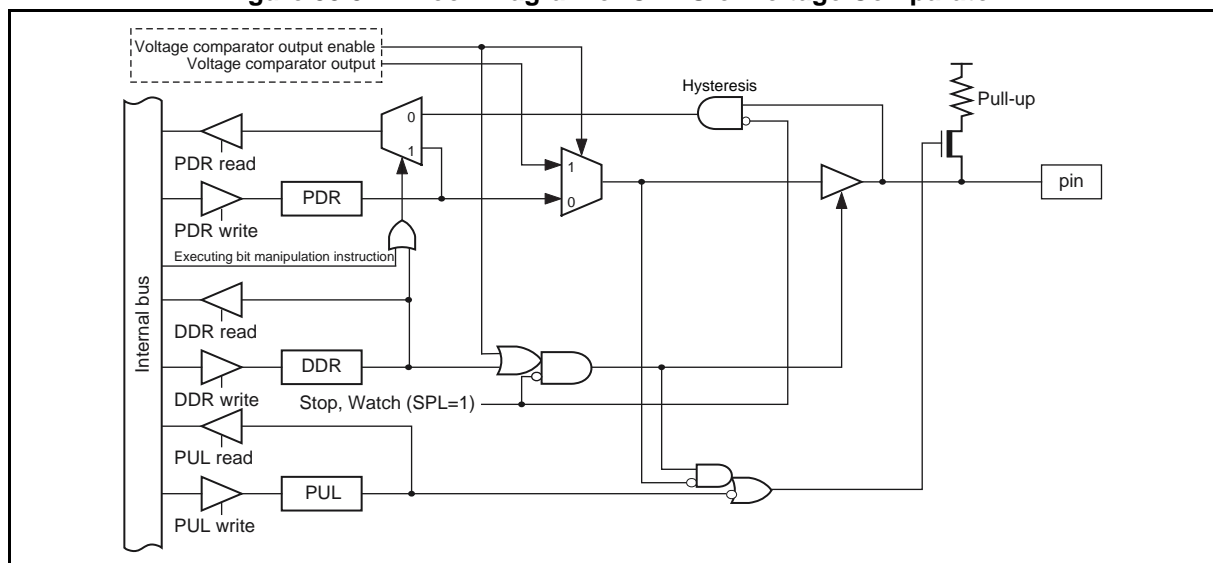 Voltage comparator output enable
Voltage comparator output
Hysteresis
Pull-up
0
1
PDR read
1
0
pin
PDR
PDR write
Executing bit manipulation instruction
Internal bus
DDR read
DDR
DDR write
Stop, Watch (SPL=1)
PUL read
PUL
PUL write